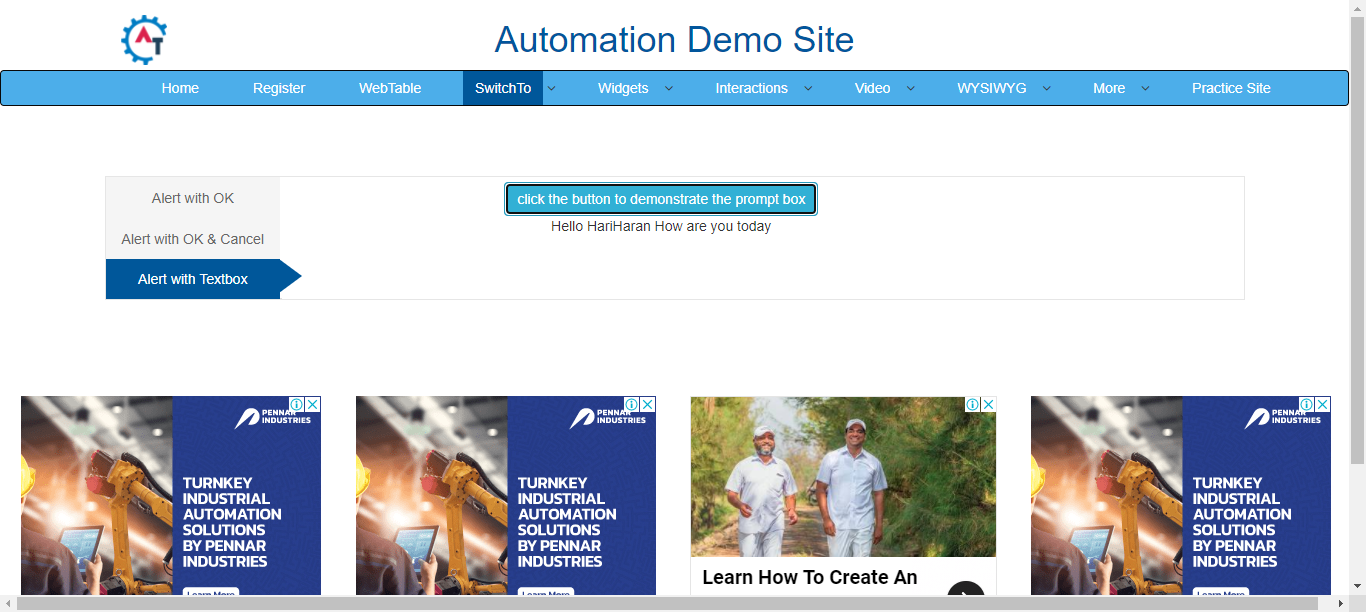 AT
Automation Demo Site
Home Register WebTable SwitchTo Widgets Interactions Video WYSIWYG More Practice Site
Alert with OK
Alert with OK & Cancel
Alert with Textbox
click the button to demonstrate the prompt box
Hello HariHaran How are you today
PENNAR
INDUSTRIES
TURNKEY
INDUSTRIAL
AUTOMATION
SOLUTIONS
BY PENNAR
INDUSTRIES
Learn More
PENNAR
INDUSTRIES
TURNKEY
INDUSTRIAL
AUTOMATION
SOLUTIONS
BY PENNAR
INDUSTRIES
Learn More
Learn How To Create An
PENNAR
INDUSTRIES
TURNKEY
INDUSTRIAL
AUTOMATION
SOLUTIONS
BY PENNAR
INDUSTRIES
Learn More